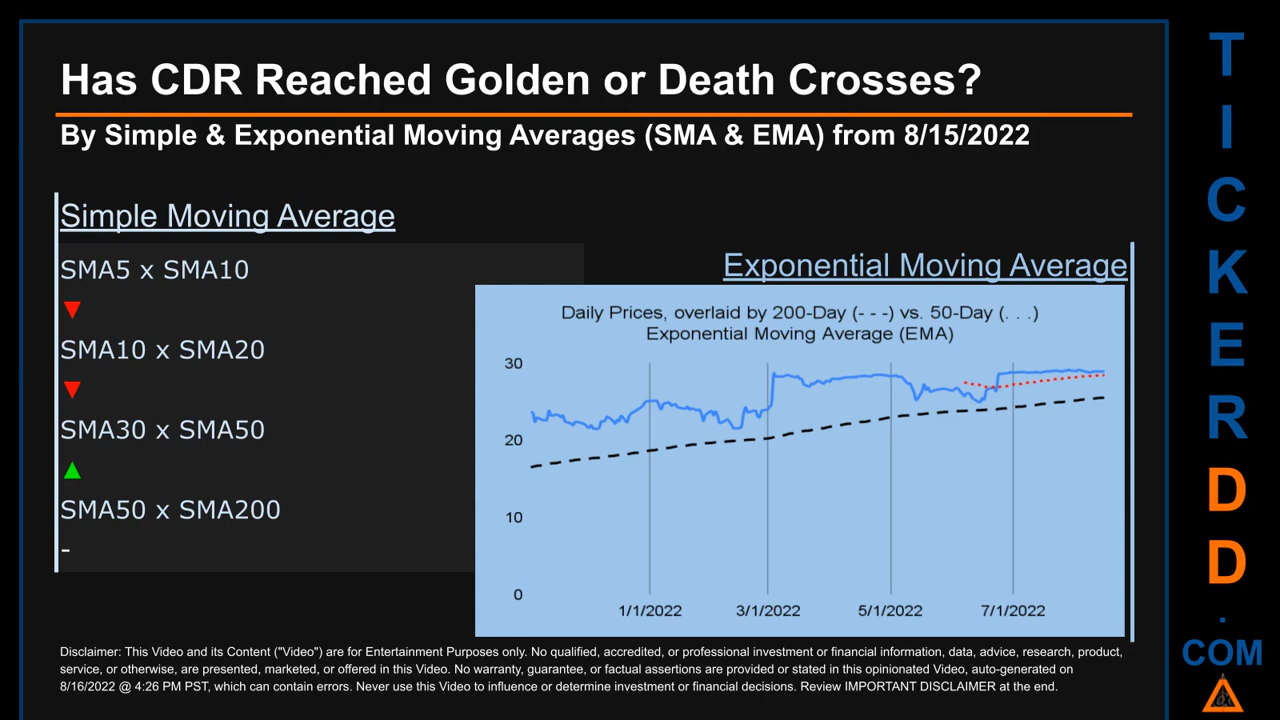 Has CDR Reached Golden or Death Crosses?
By Simple & Exponential Moving Averages (SMA & EMA) from 8/15/2022
Simple Moving Average
SMA5 x SMA10
▼
SMA10 x SMA20
▼
SMA30 x SMA50
▲
SMA50 x SMA200
-
Exponential Moving Average
Daily Prices, overlaid by 200-Day (- - -) vs. 50-Day (. . .)
Exponential Moving Average (EMA)
30
20
10
0
1/1/2022 3/1/2022 5/1/2022 7/1/2022
Disclaimer: This Video and its Content ("Video") are for Entertainment Purposes only. No qualified, accredited, or professional investment or financial information, data, advice, research, product,
service, or otherwise, are presented, marketed, or offered in this Video. No warranty, guarantee, or factual assertions are provided or stated in this opinionated Video, auto-generated on
8/16/2022 @ 4:26 PM PST, which can contain errors. Never use this Video to influence or determine investment or financial decisions. Review IMPORTANT DISCLAIMER at the end.
T
I
C
K
E
R
D
D
.
COM